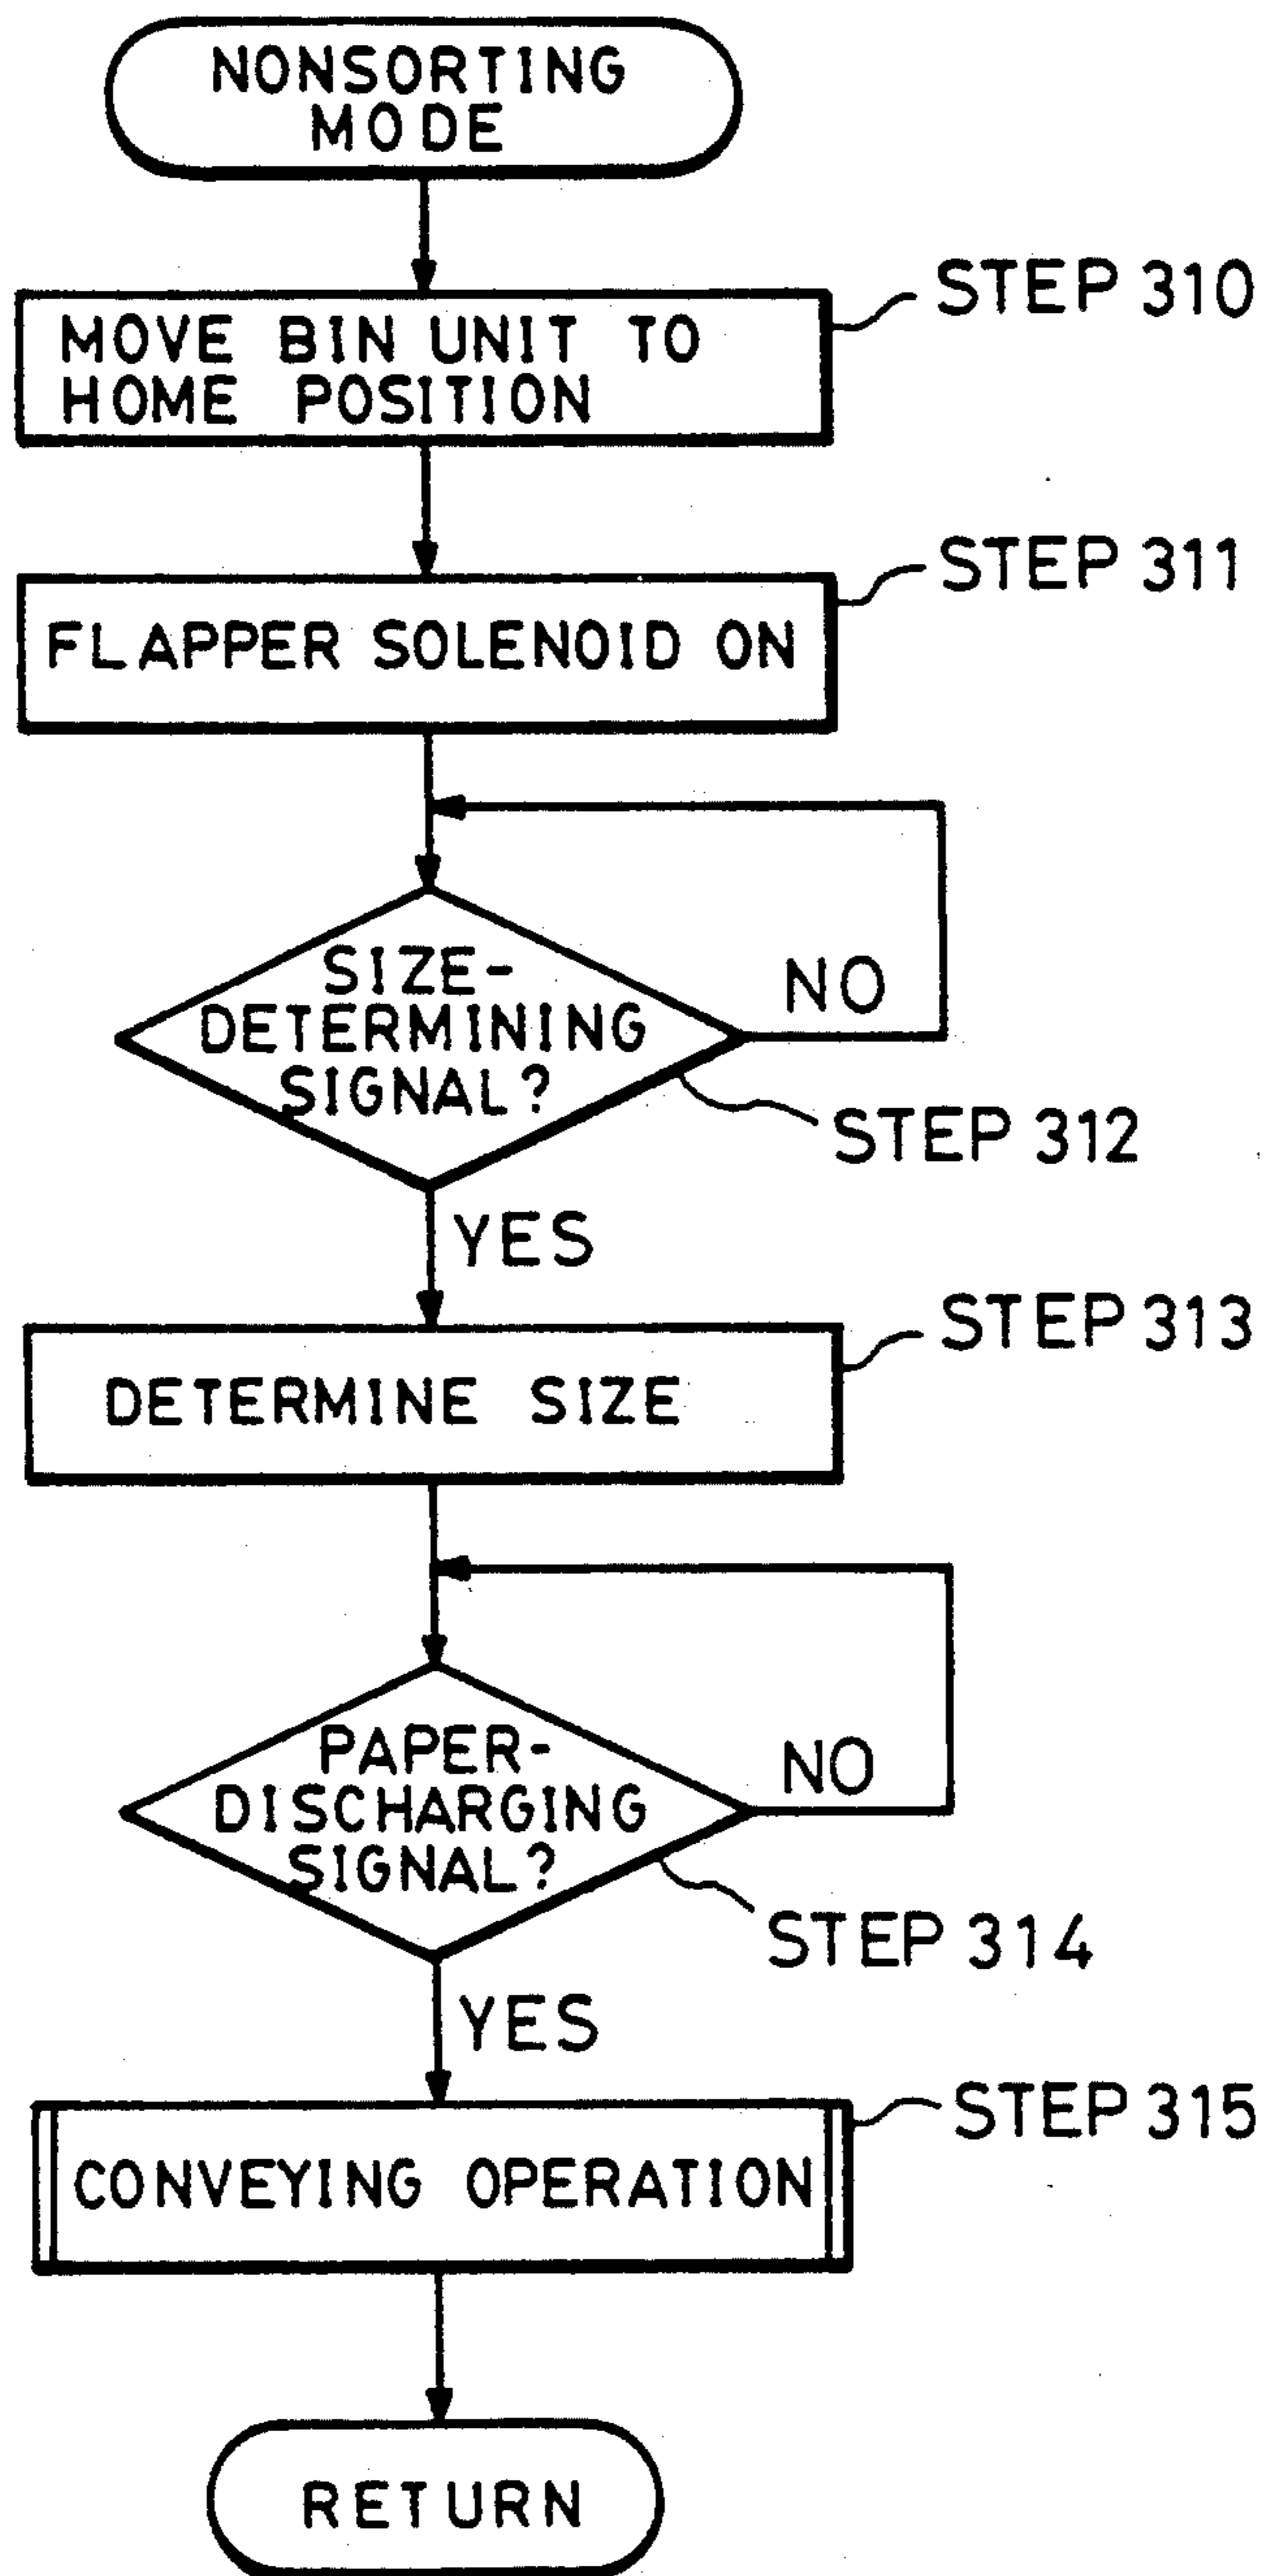 NONSORTING
MODE
STEP 310
MOVE BIN UNIT TO
HOME POSITION
STEP 311
FLAPPER SOLENOID ON
SIZE-
DETERMINING
SIGNAL?
NO
STEP 312
YES
STEP 313
DETERMINE SIZE
PAPER-
DISCHARGING
SIGNAL?
NO
STEP 314
YES
STEP 315
CONVEYING OPERATION
RETURN